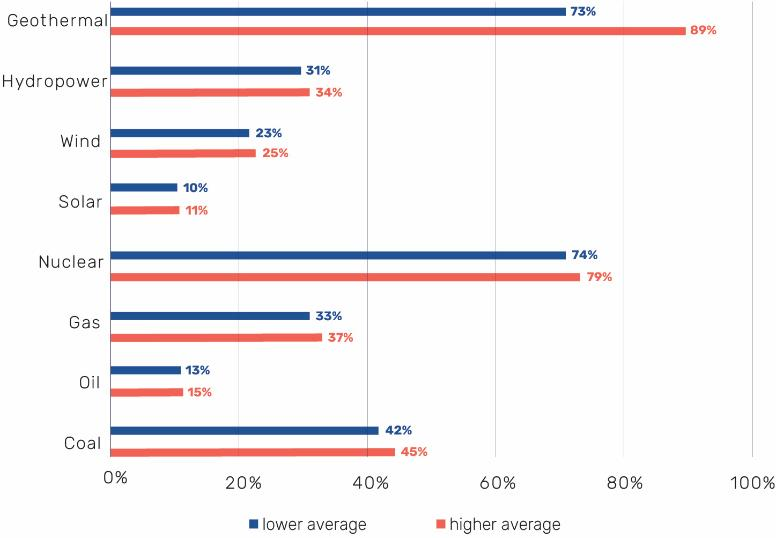 Geothermal
73%
89%
Hydropower
31%
34%
Wind
23%
25%
Solar
10%
11%
Nuclear
74%
79%
Gas
33%
37%
Oil
13%
15%
Coal
42%
45%
0% 20% 40% 60% 80% 100%
lower average higher average